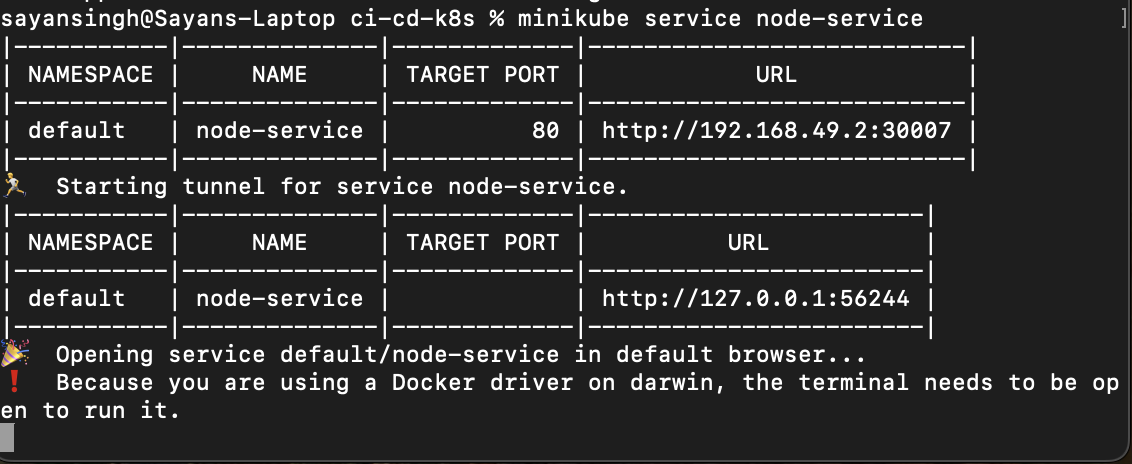 sayansingh@Sayans-Laptop ci-cd-k8s % minikube service node-service ]
|-----------|--------------|-------------|---------------------------|
| NAMESPACE |     NAME     | TARGET PORT |            URL            |
|-----------|--------------|-------------|---------------------------|
| default   | node-service |          80 | http://192.168.49.2:30007 |
|-----------|--------------|-------------|---------------------------|
🏃  Starting tunnel for service node-service.
|-----------|--------------|-------------|------------------------|
| NAMESPACE |     NAME     | TARGET PORT |          URL           |
|-----------|--------------|-------------|------------------------|
| default   | node-service |             | http://127.0.0.1:56244 |
|-----------|--------------|-------------|------------------------|
🎉  Opening service default/node-service in default browser...
❗  Because you are using a Docker driver on darwin, the terminal needs to be op
en to run it.